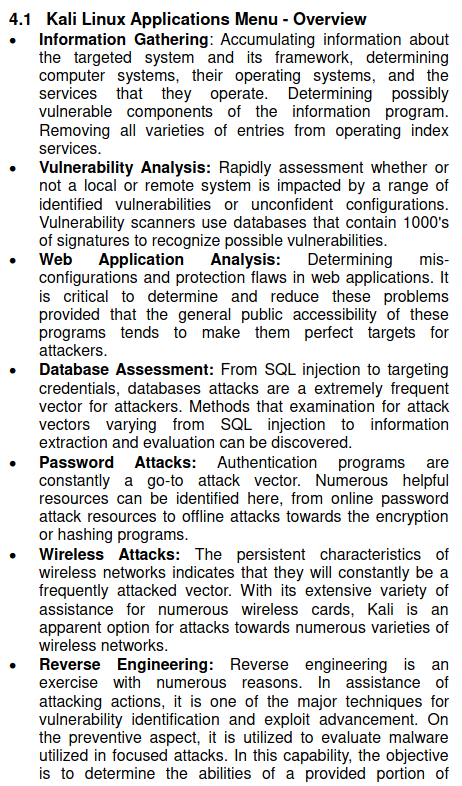 4.1 Kali Linux Applications Menu - Overview
• Information Gathering: Accumulating information about
the targeted system and its framework, determining
computer systems, their operating systems, and the
services that they operate. Determining possibly
vulnerable components of the information program.
Removing all varieties of entries from operating index
services.
• Vulnerability Analysis: Rapidly assessment whether or
not a local or remote system is impacted by a range of
identified vulnerabilities or unconfident configurations.
Vulnerability scanners use databases that contain 1000's
of signatures to recognize possible vulnerabilities.
• Web Application Analysis: Determining mis-
configurations and protection flaws in web applications. It
is critical to determine and reduce these problems
provided that the general public accessibility of these
programs tends to make them perfect targets for
attackers.
• Database Assessment: From SQL injection to targeting
credentials, databases attacks are a extremely frequent
vector for attackers. Methods that examination for attack
vectors varying from SQL injection to information
extraction and evaluation can be discovered.
• Password Attacks: Authentication programs are
constantly a go-to attack vector. Numerous helpful
resources can be identified here, from online password
attack resources to offline attacks towards the encryption
or hashing programs.
• Wireless Attacks: The persistent characteristics of
wireless networks indicates that they will constantly be a
frequently attacked vector. With its extensive variety of
assistance for numerous wireless cards, Kali is an
apparent option for attacks towards numerous varieties of
wireless networks.
• Reverse Engineering: Reverse engineering is an
exercise with numerous reasons. In assistance of
attacking actions, it is one of the major techniques for
vulnerability identification and exploit advancement. On
the preventive aspect, it is utilized to evaluate malware
utilized in focused attacks. In this capability, the objective
is to determine the abilities of a provided portion of